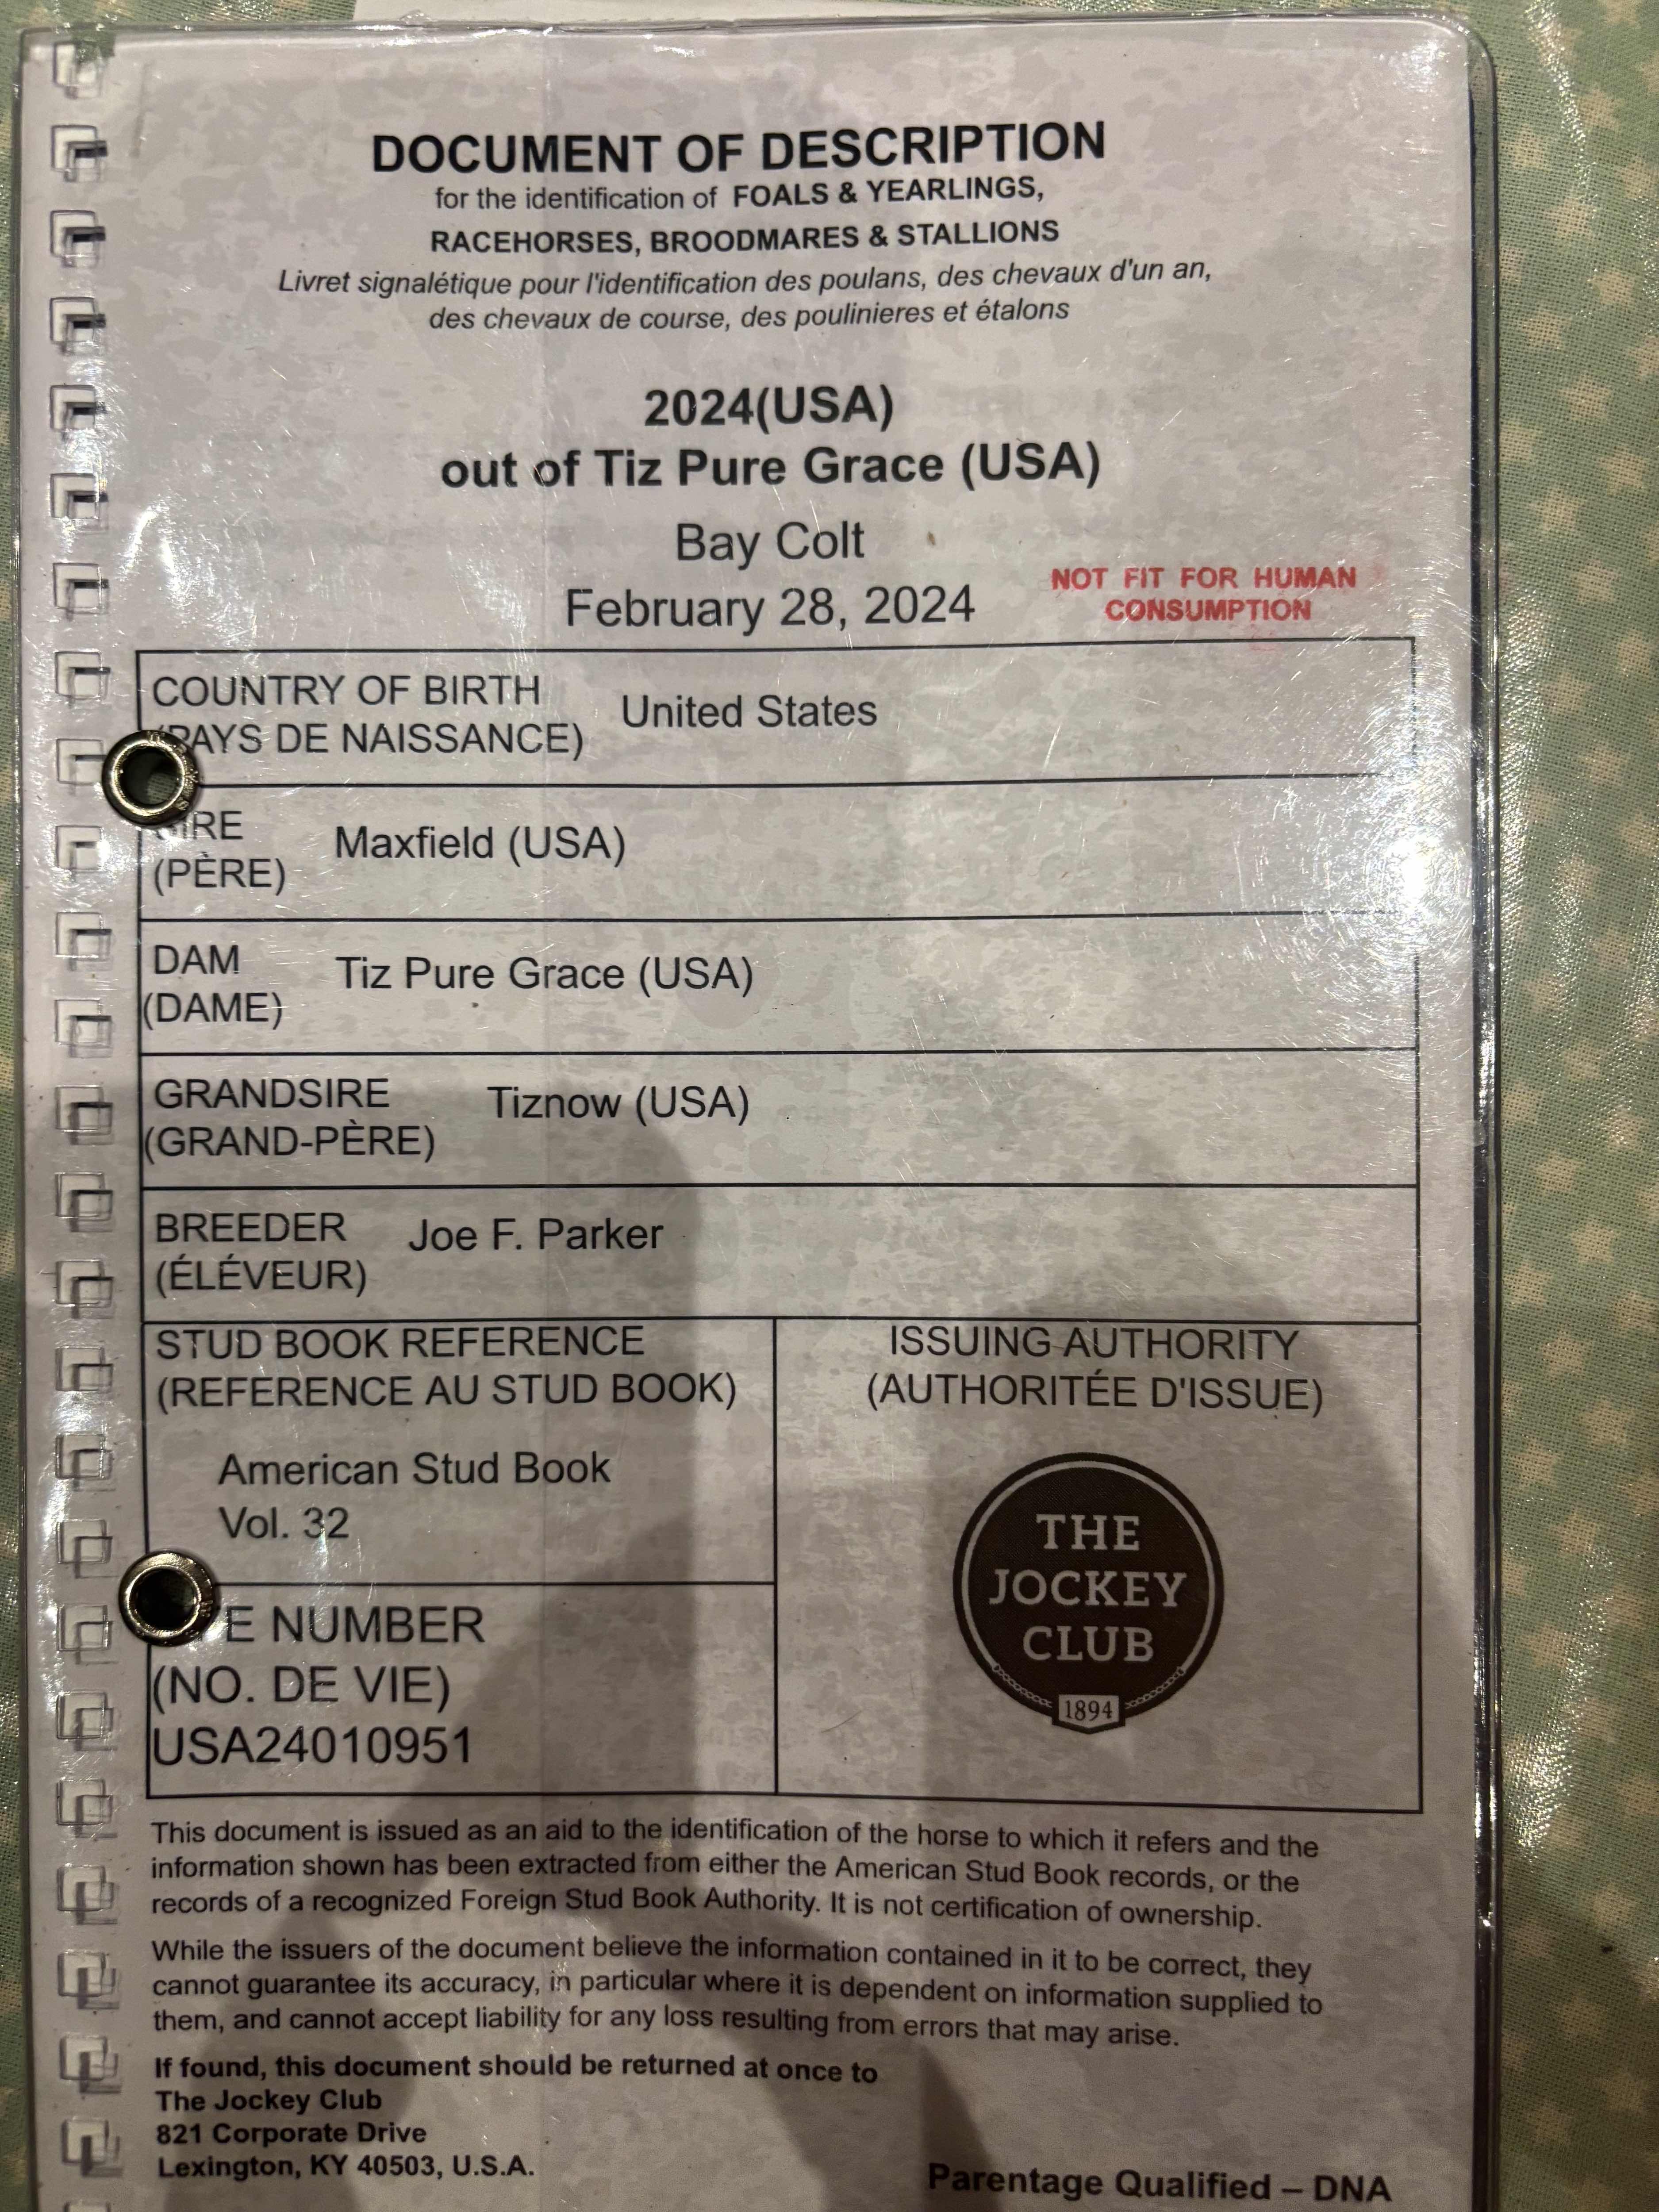 DOCUMENT OF DESCRIPTION
for the identification of FOALS & YEARLINGS,
RACEHORSES, BROODMARES & STALLIONS
Livret signalétique pour l'identification des poulans, des chevaux d'un an,
des chevaux de course, des poulinieres et étalons
2024(USA)
out of Tiz Pure Grace (USA)
Bay Colt
February 28, 2024
NOT FIT FOR HUMAN
CONSUMPTION
COUNTRY OF BIRTH
(PAYS DE NAISSANCE)
United States
SIRE
(PÈRE)
Maxfield (USA)
DAM
(DAME)
Tiz Pure Grace (USA)
GRANDSIRE
(GRAND-PÈRE)
Tiznow (USA)
BREEDER
(ÉLÉVEUR)
Joe F. Parker
STUD BOOK REFERENCE
(REFERENCE AU STUD BOOK)
American Stud Book
Vol. 32
NUMBER
(NO. DE VIE)
USA24010951
ISSUING AUTHORITY
(AUTHORITÉE D'ISSUE)
THE
JOCKEY
CLUB
1894
This document is issued as an aid to the identification of the horse to which it refers and the
information shown has been extracted from either the American Stud Book records, or the
records of a recognized Foreign Stud Book Authority. It is not certification of ownership.
While the issuers of the document believe the information contained in it to be correct, they
cannot guarantee its accuracy, in particular where it is dependent on information supplied to
them, and cannot accept liability for any loss resulting from errors that may arise.
If found, this document should be returned at once to
The Jockey Club
821 Corporate Drive
Lexington, KY 40503, U.S.A.
Parentage Qualified – DNA